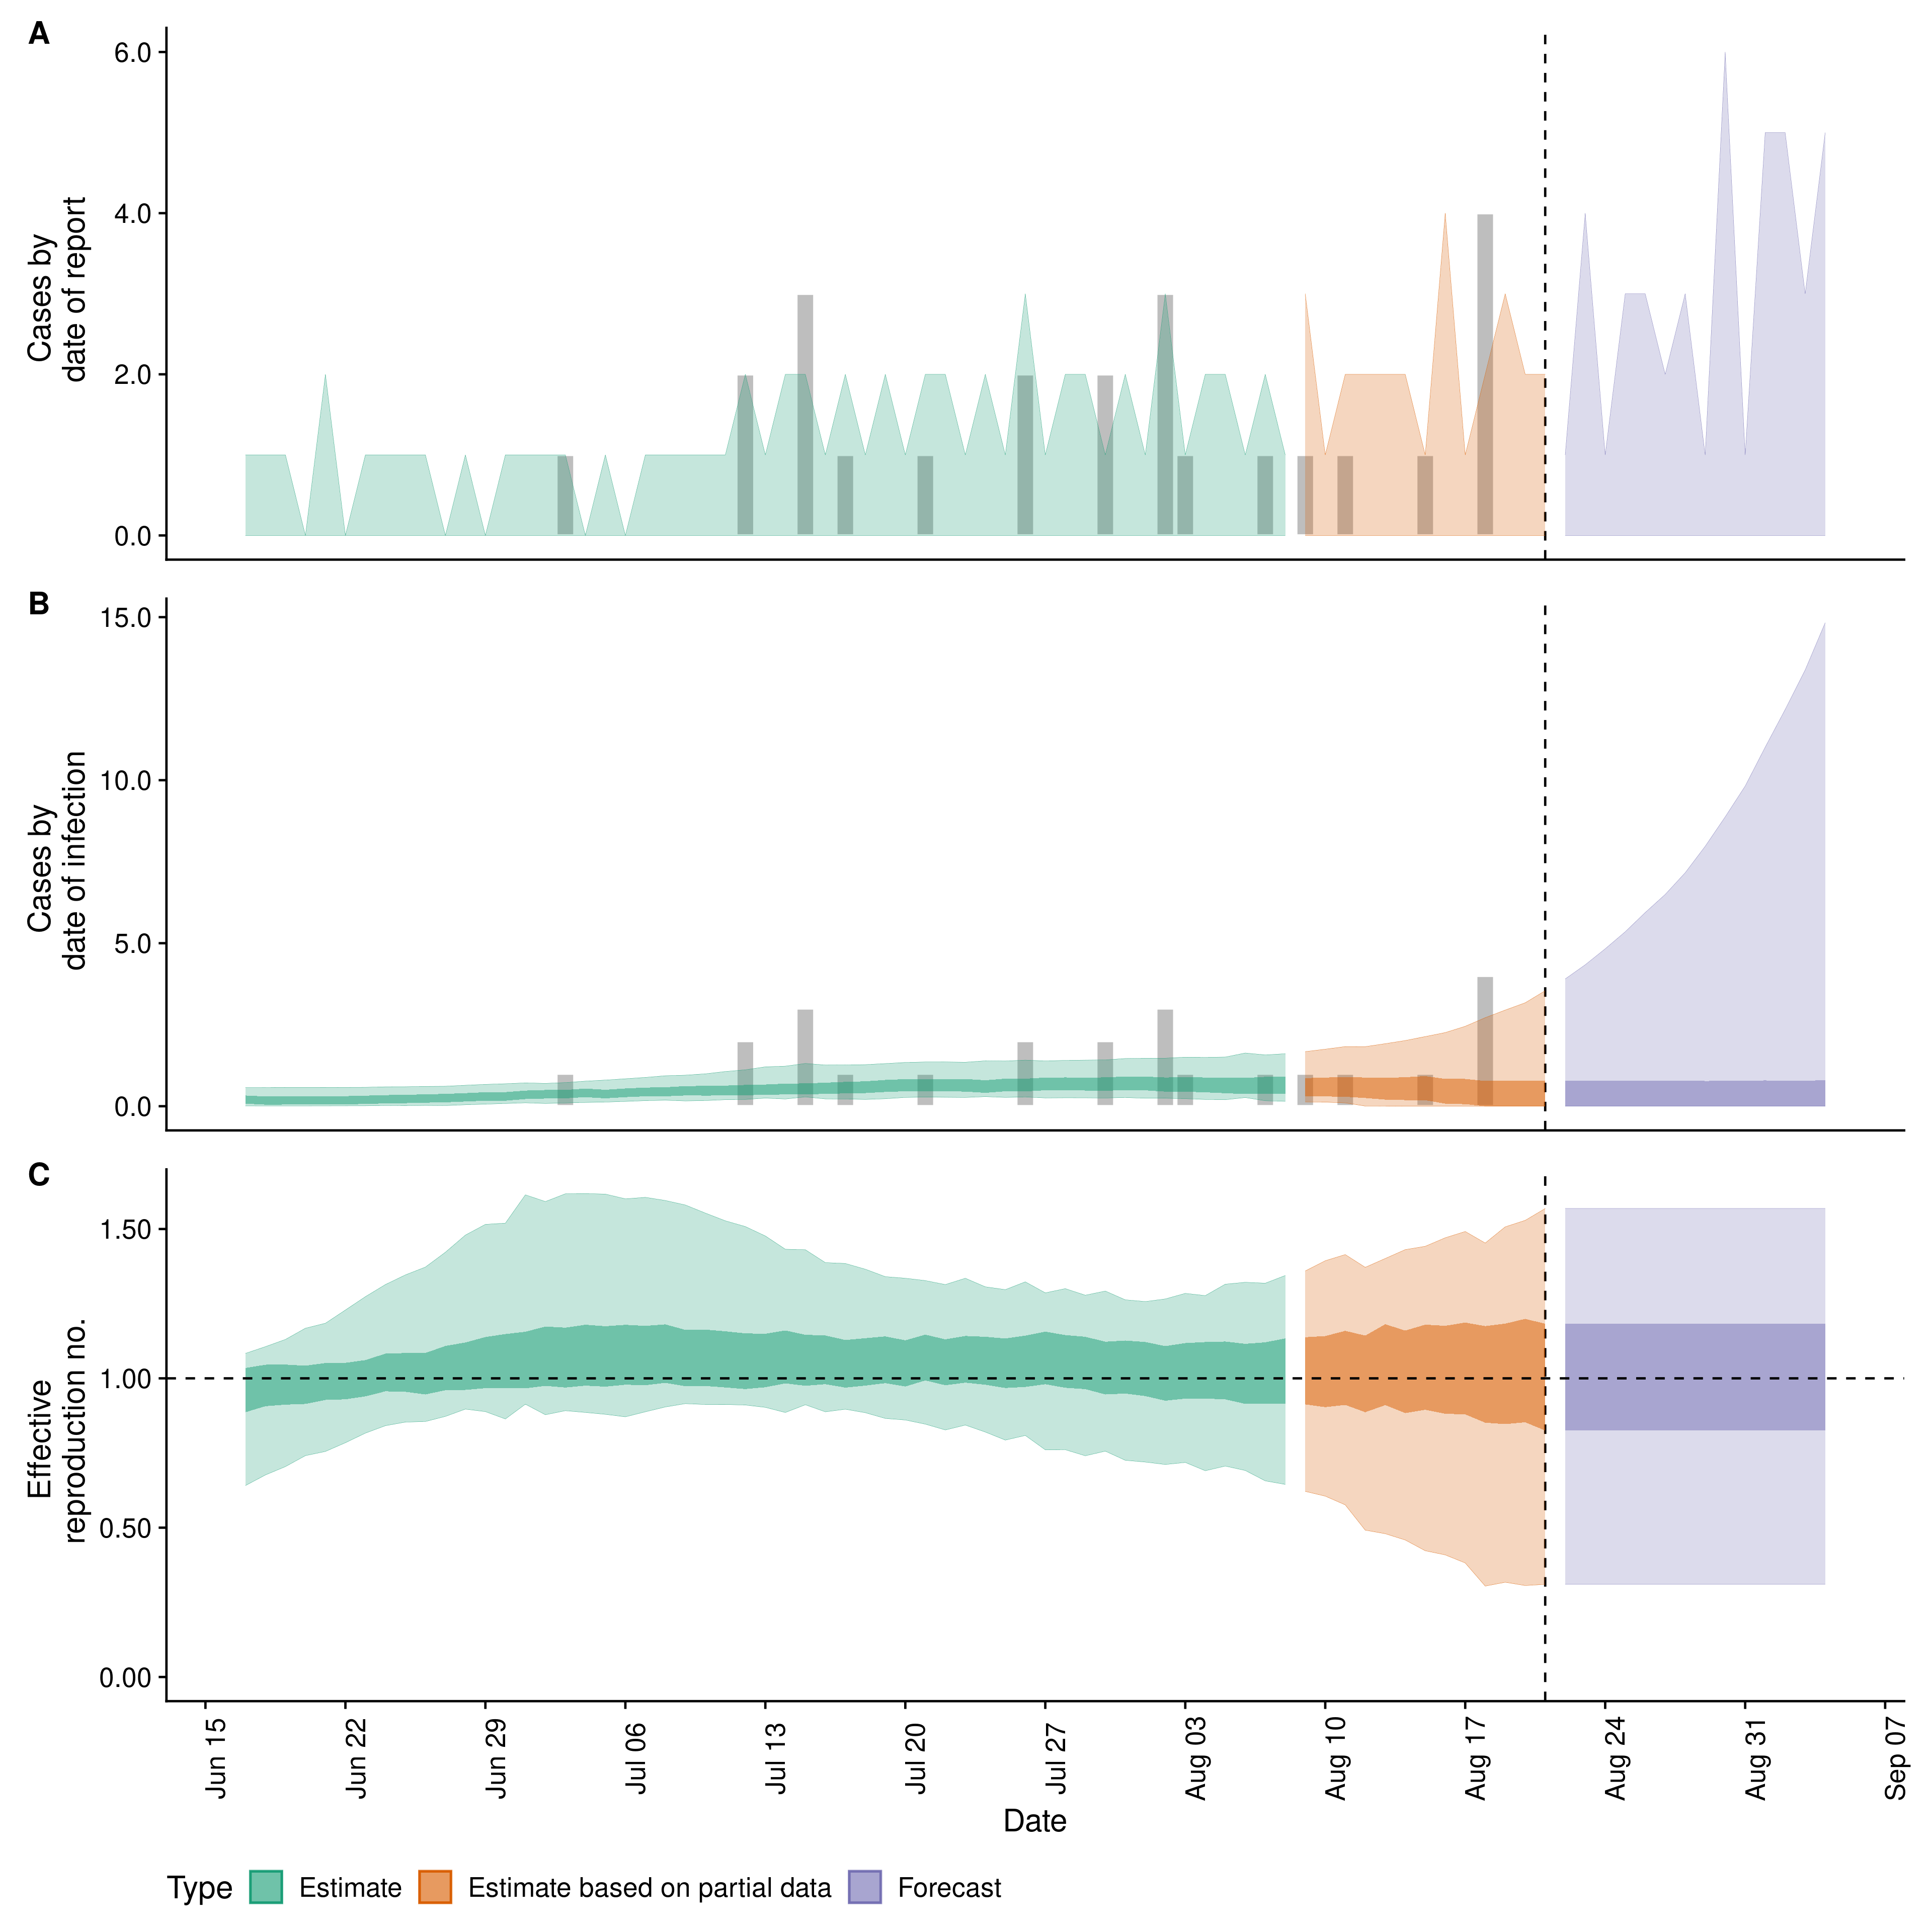 A
6.0
4.0
2.0
0.0
Cases by
date of report
B
15.0
10.0
5.0
0.0
Cases by
date of infection
C
1.50
1.00
0.50
0.00
Effective
reproduction no.
Jun 15
Jun 22
Jun 29
Jul 06
Jul 13
Jul 20
Jul 27
Aug 03
Aug 10
Aug 17
Aug 24
Aug 31
Sep 07
Date
Type Estimate Estimate based on partial data Forecast